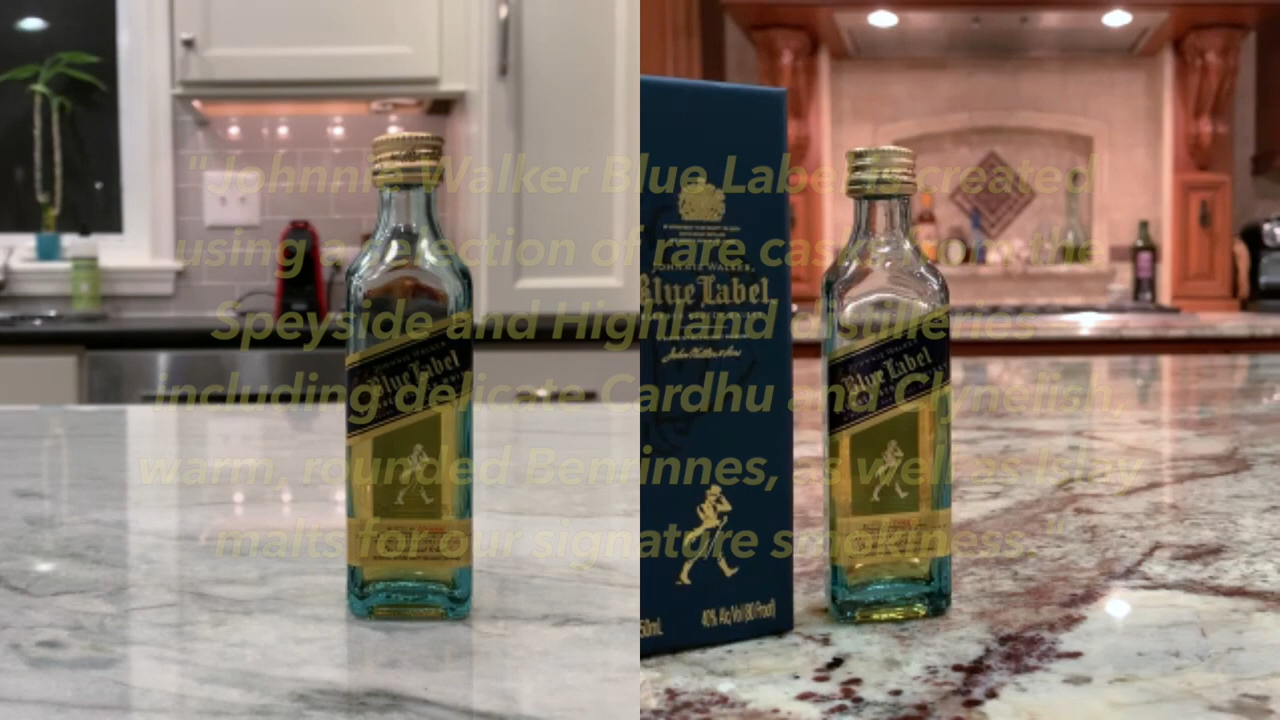 "Johnnie Walker Blue Label is created
using a selection of rare casks from the
Speyside and Highland distilleries
including delicate Cardhu and Clynelish,
warm, rounded Benrinnes, as well as Islay
malts for our signature smokiness."
Blue Label
JOHNNIE WALKER
Blue Label
40% Alc/Vol (80 Proof)
Blue Label